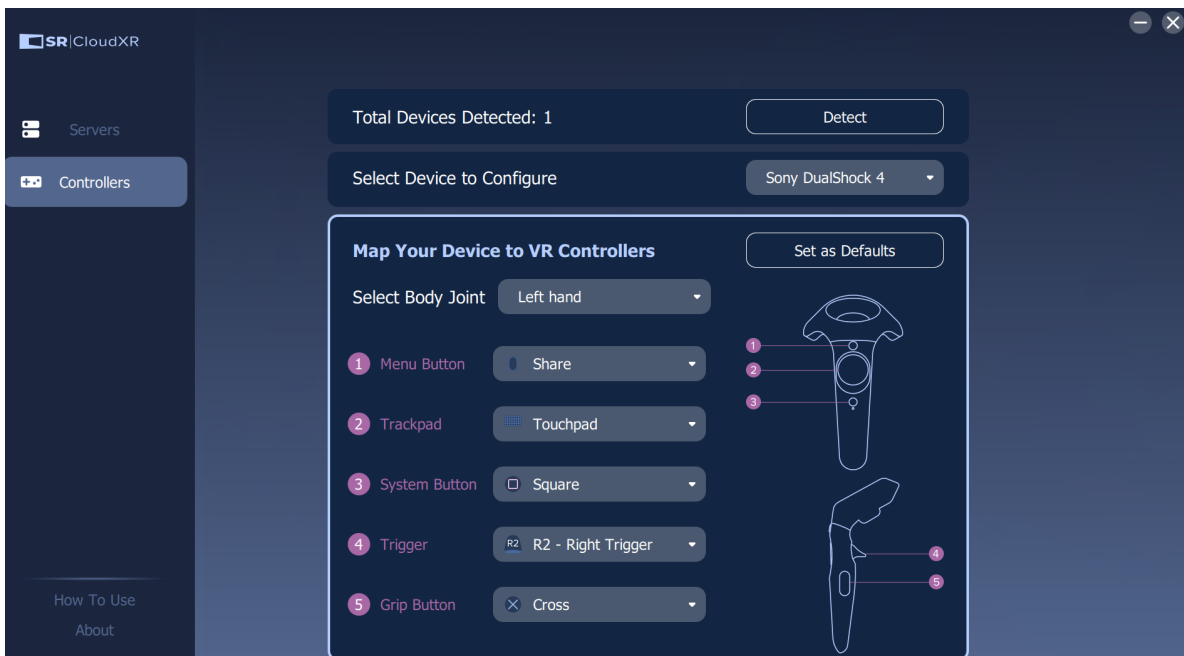 SR|CloudXR
Servers
Controllers
How To Use
About
Total Devices Detected: 1
Detect
Select Device to Configure
Sony DualShock 4
Map Your Device to VR Controllers
Set as Defaults
Select Body Joint
Left hand
1 Menu Button
Share
2 Trackpad
Touchpad
3 System Button
Square
4 Trigger
R2 R2 - Right Trigger
5 Grip Button
Cross
1
2
3
4
5